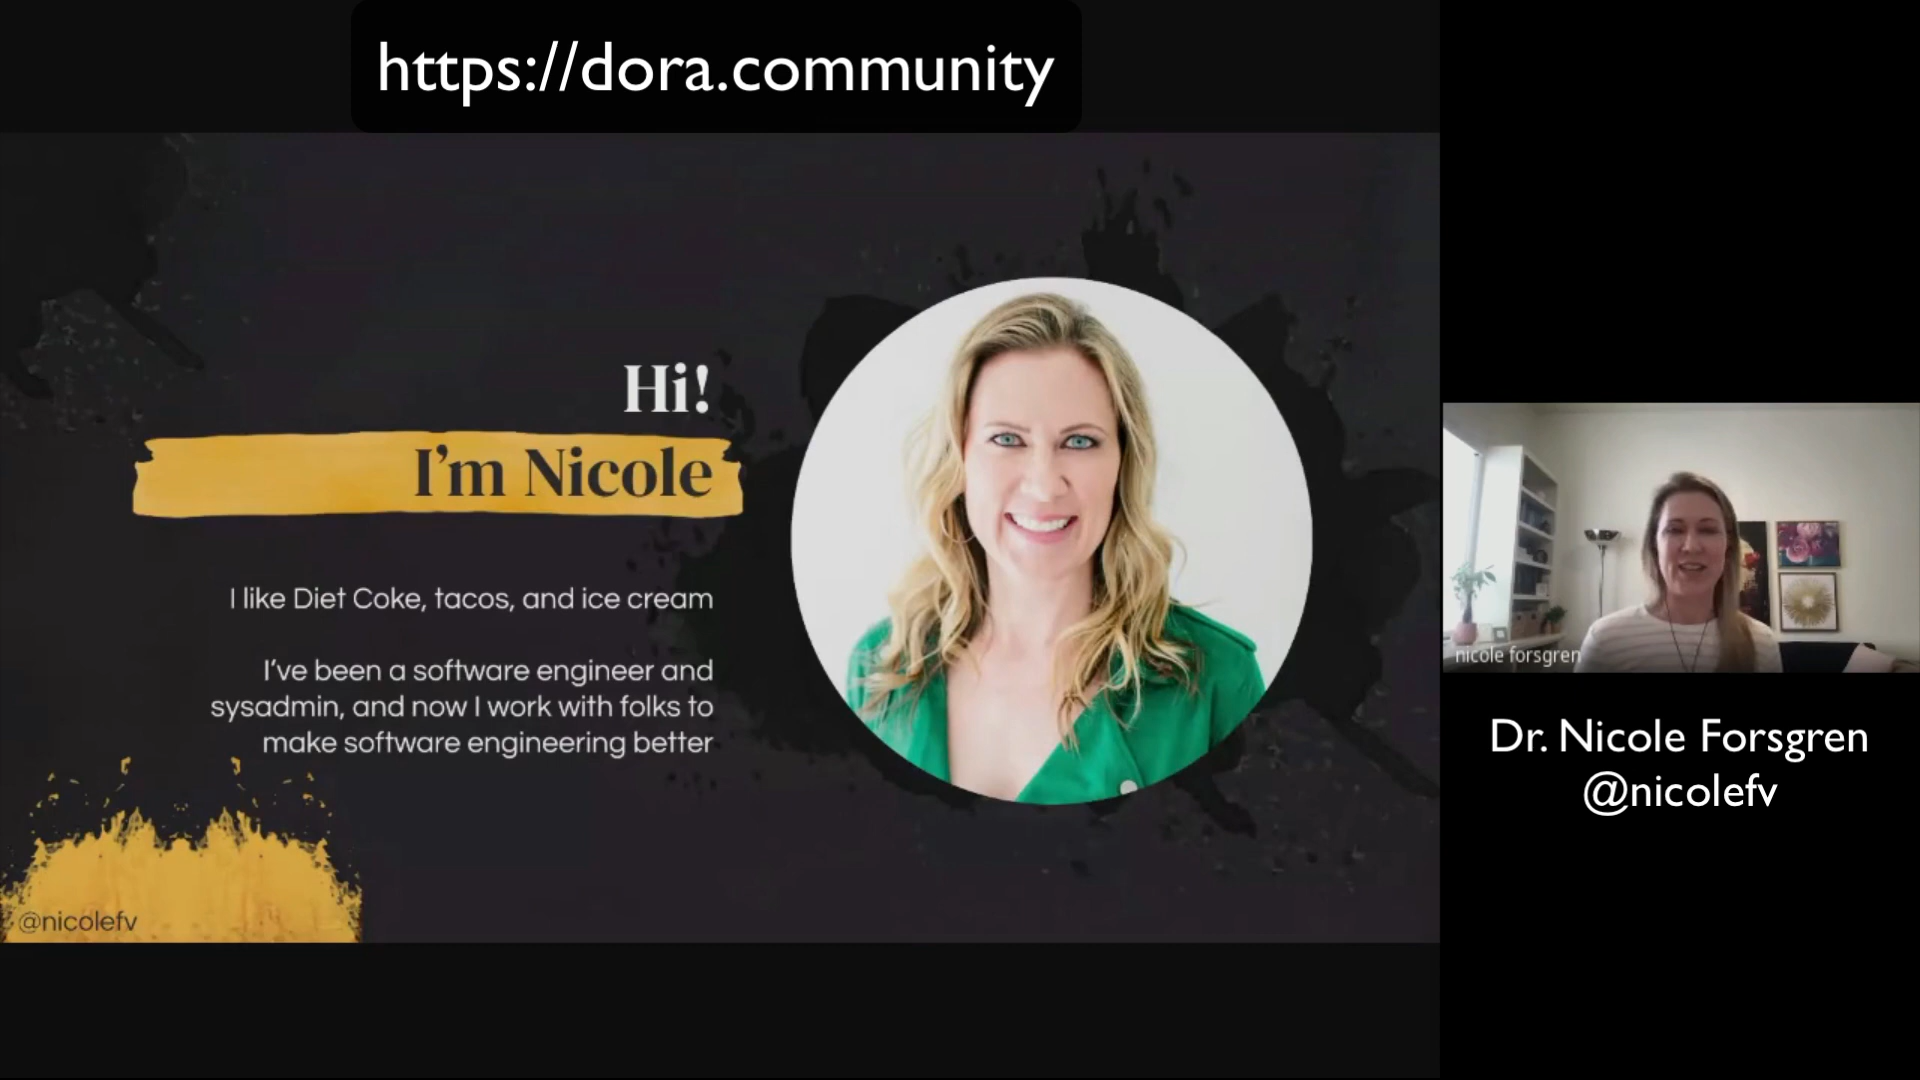 https://dora.community
Hi!
I’m Nicole
I like Diet Coke, tacos, and ice cream
I’ve been a software engineer and
sysadmin, and now I work with folks to
make software engineering better
@nicolefv
nicole forsgren
Dr. Nicole Forsgren
@nicolefv